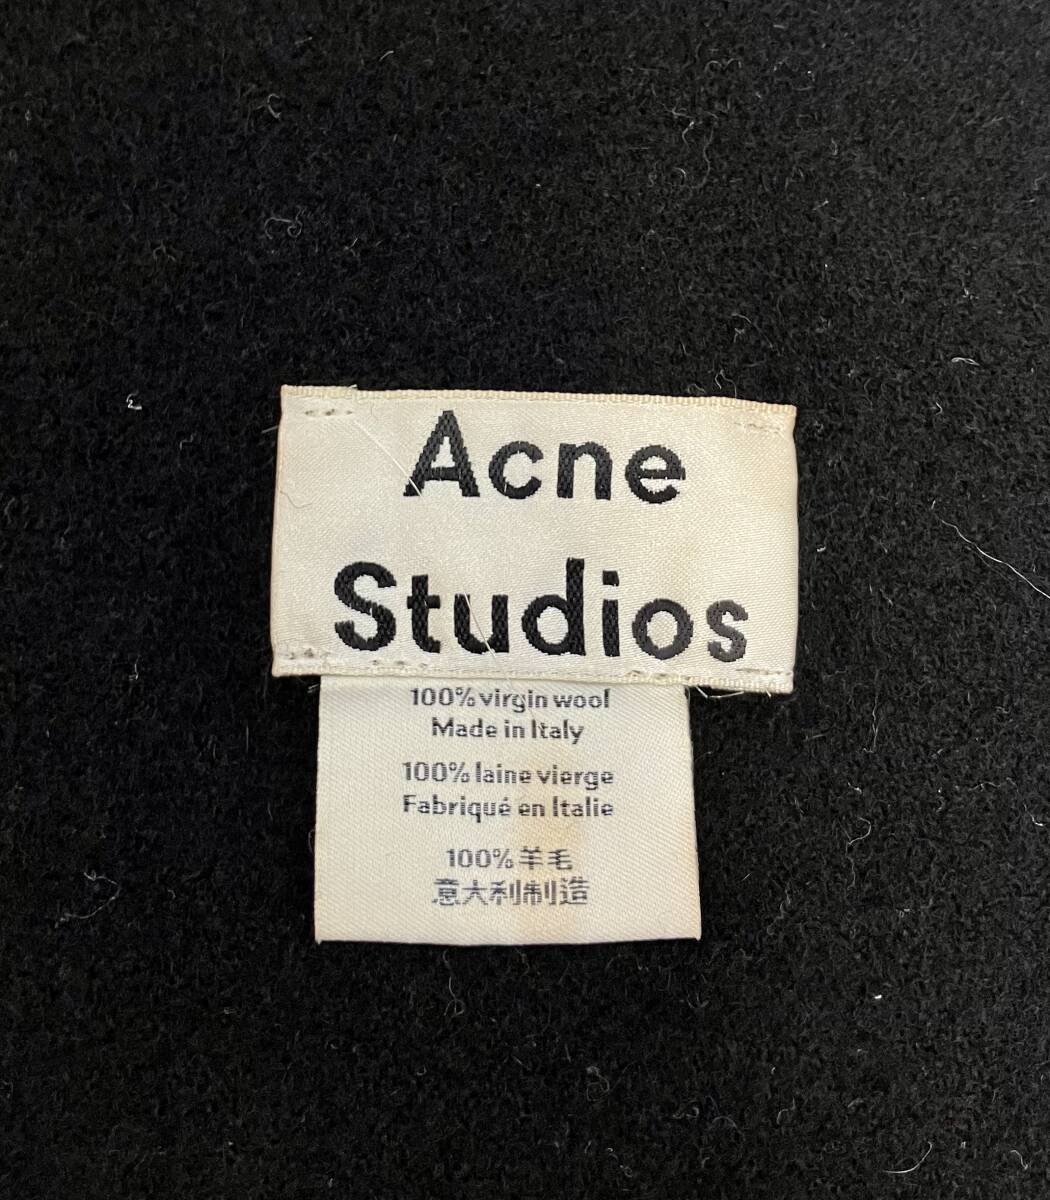 Acne
Studios
100% virgin wool
Made in Italy
100% laine vierge
Fabriqué en Italie
100%羊毛
意大利制造